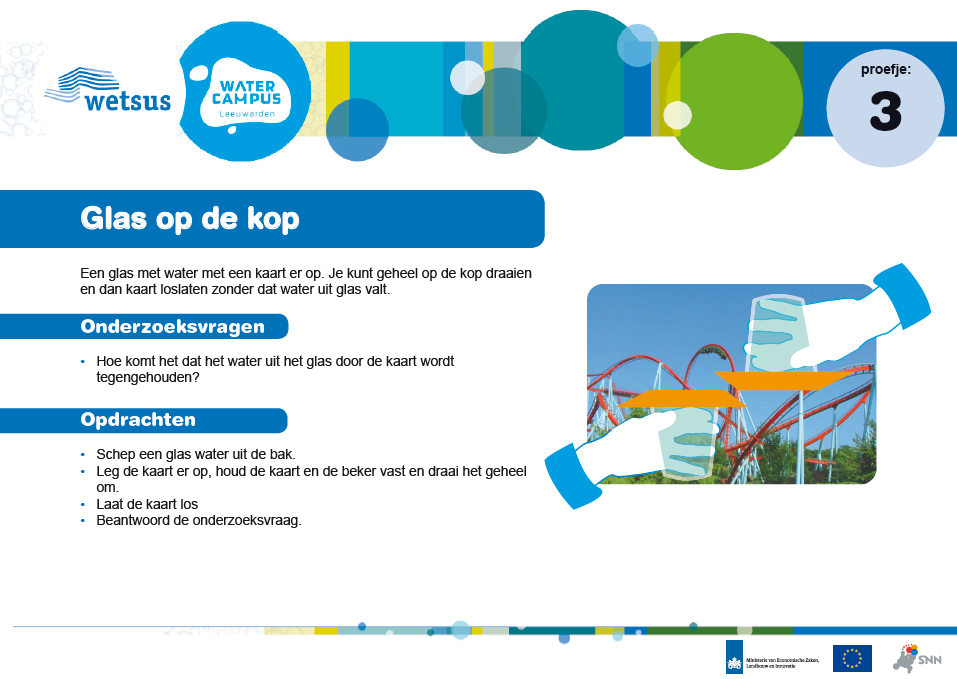 wetsus
WATER
CAMPUS
Leeuwarden
proefje:
3
Glas op de kop
Een glas met water met een kaart er op. Je kunt geheel op de kop draaien
en dan kaart loslaten zonder dat water uit glas valt.
Onderzoeksvragen
• Hoe komt het dat het water uit het glas door de kaart wordt
tegengehouden?
Opdrachten
• Schep een glas water uit de bak.
• Leg de kaart er op, houd de kaart en de beker vast en draai het geheel
om.
• Laat de kaart los
• Beantwoord de onderzoeksvraag.
Ministerie van Economische Zaken,
Landbouw en Innovatie
SNN